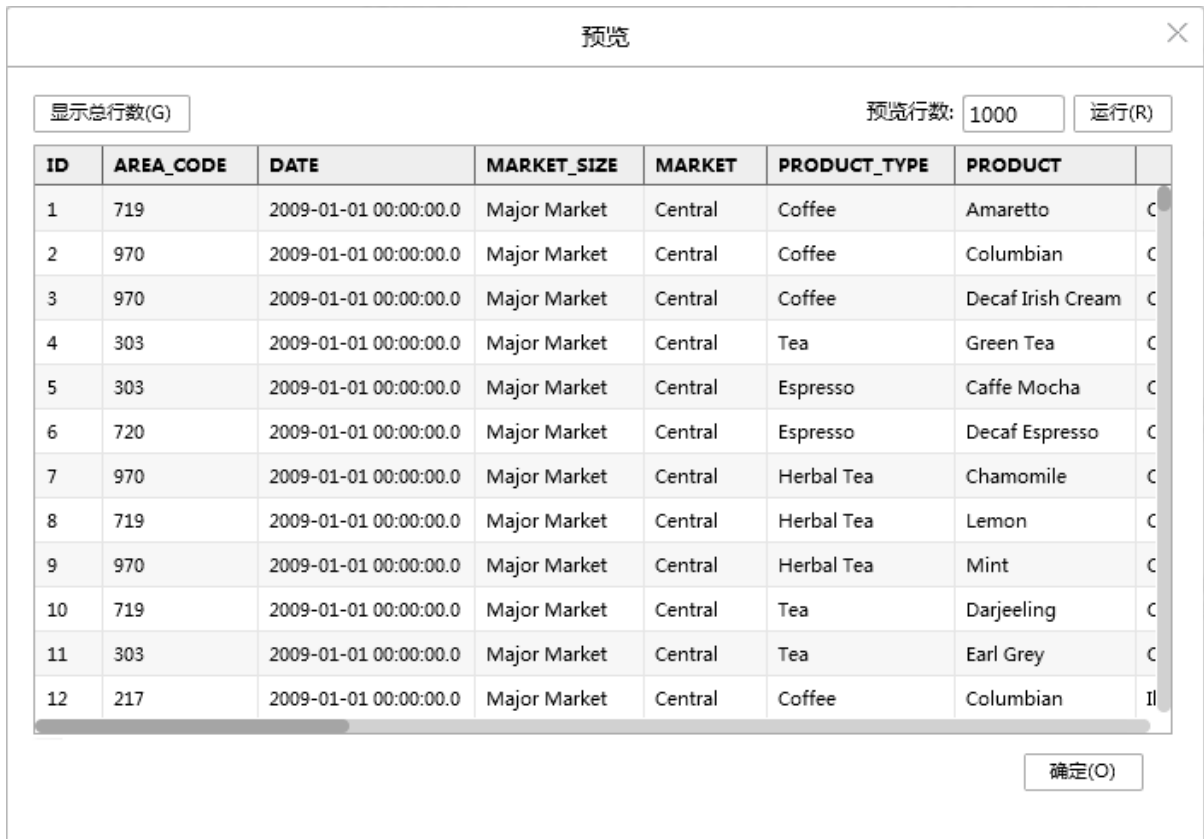 预览
显示总行数(G) 预览行数: 1000 运行(R)
ID AREA_CODE DATE MARKET_SIZE MARKET PRODUCT_TYPE PRODUCT
1 719 2009-01-01 00:00:00.0 Major Market Central Coffee Amaretto
2 970 2009-01-01 00:00:00.0 Major Market Central Coffee Columbian
3 970 2009-01-01 00:00:00.0 Major Market Central Coffee Decaf Irish Cream
4 303 2009-01-01 00:00:00.0 Major Market Central Tea Green Tea
5 303 2009-01-01 00:00:00.0 Major Market Central Espresso Caffe Mocha
6 720 2009-01-01 00:00:00.0 Major Market Central Espresso Decaf Espresso
7 970 2009-01-01 00:00:00.0 Major Market Central Herbal Tea Chamomile
8 719 2009-01-01 00:00:00.0 Major Market Central Herbal Tea Lemon
9 970 2009-01-01 00:00:00.0 Major Market Central Herbal Tea Mint
10 719 2009-01-01 00:00:00.0 Major Market Central Tea Darjeeling
11 303 2009-01-01 00:00:00.0 Major Market Central Tea Earl Grey
12 217 2009-01-01 00:00:00.0 Major Market Central Coffee Columbian
确定(O)